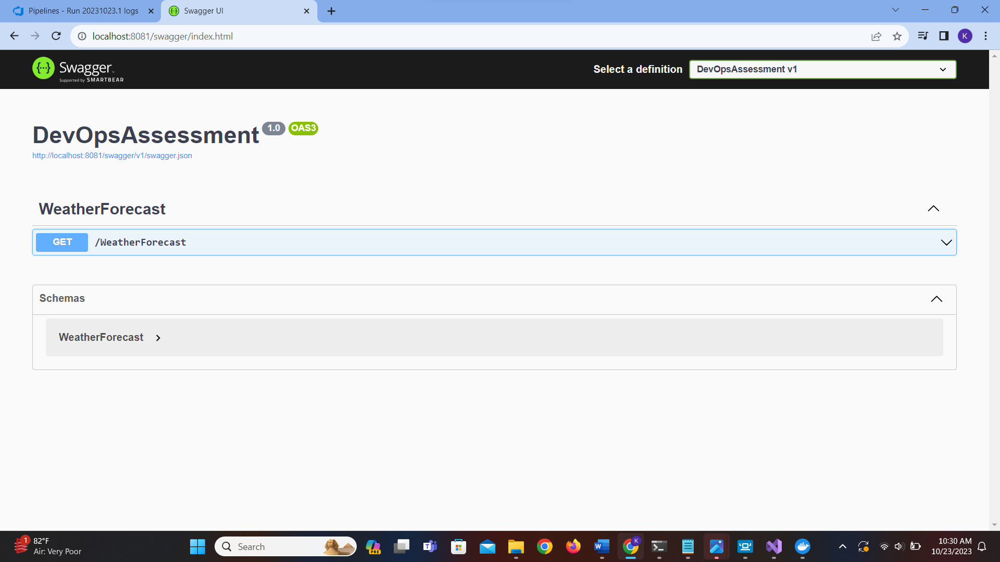 Pipelines - Run 20231023.1 logs
Swagger UI
localhost:8081/swagger/index.html
K
{···} Swagger™
Supported by SMARTBEAR
Select a definition
DevOpsAssessment v1
DevOpsAssessment 1.0 OAS3
http://localhost:8081/swagger/v1/swagger.json
WeatherForecast
GET /WeatherForecast
Schemas
WeatherForecast
1
82°F
Air: Very Poor
Search
PRE
T
W
K
10:30 AM
10/23/2023